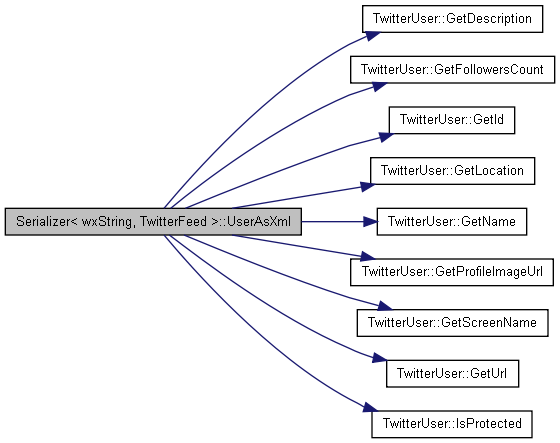 TwitterUser::GetDescription
TwitterUser::GetFollowersCount
TwitterUser::GetId
TwitterUser::GetLocation
Serializer< wxString, TwitterFeed >::UserAsXml
TwitterUser::GetName
TwitterUser::GetProfileImageUrl
TwitterUser::GetScreenName
TwitterUser::GetUrl
TwitterUser::IsProtected